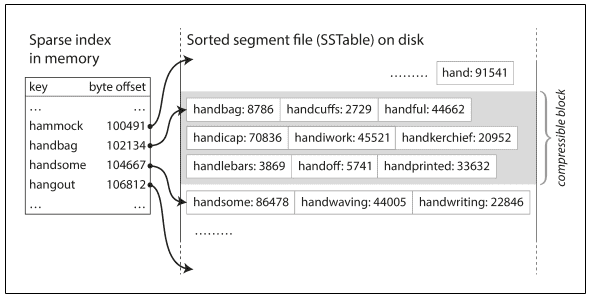 Sparse index
in memory
key byte offset
... ...
hammock 100491
handbag 102134
handsome 104667
hangout 106812
... ...
Sorted segment file (SSTable) on disk
......... hand: 91541
handbag: 8786 handcuffs: 2729 handful: 44662
handicap: 70836 handiwork: 45521 handkerchief: 20952
handlebars: 3869 handoff: 5741 handprinted: 33632
handsome: 86478 handwaving: 44005 handwriting: 22846
.........
compressible block